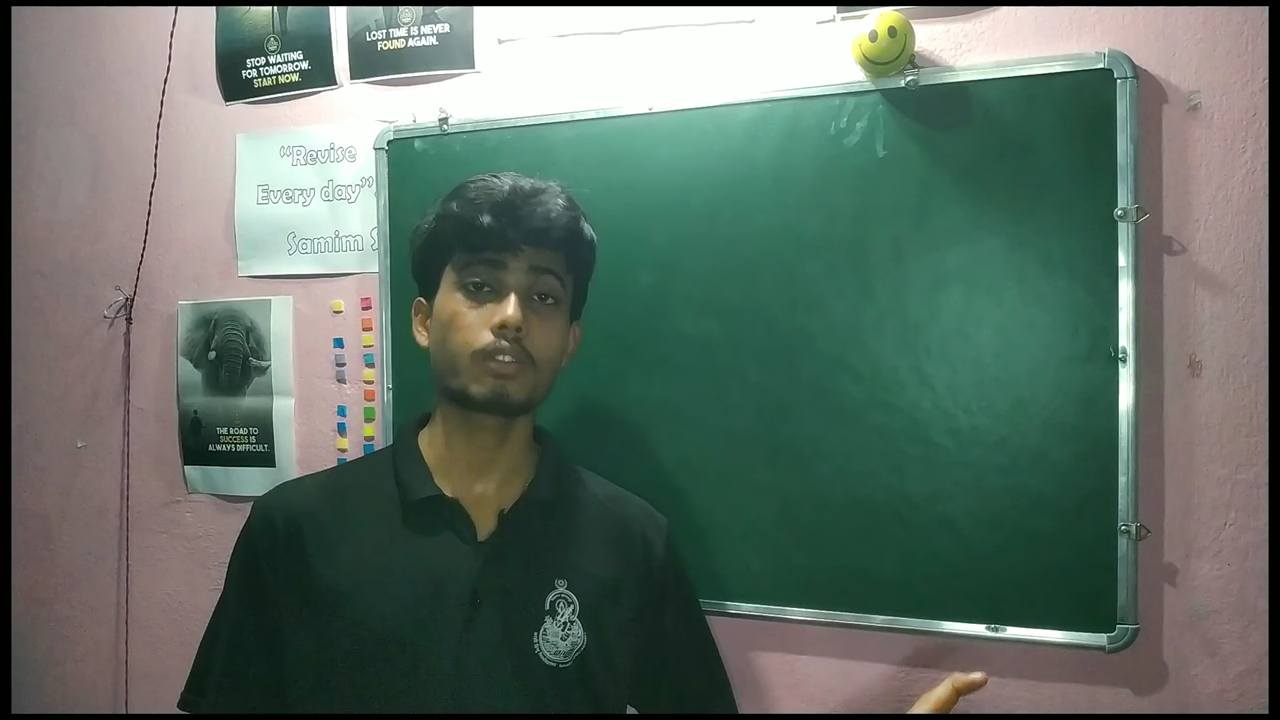 STOP WAITING
FOR TOMORROW.
START NOW.
LOST TIME IS NEVER
FOUND AGAIN.
“Revise
Every day”
Samim
THE ROAD TO
SUCCESS IS
ALWAYS DIFFICULT.